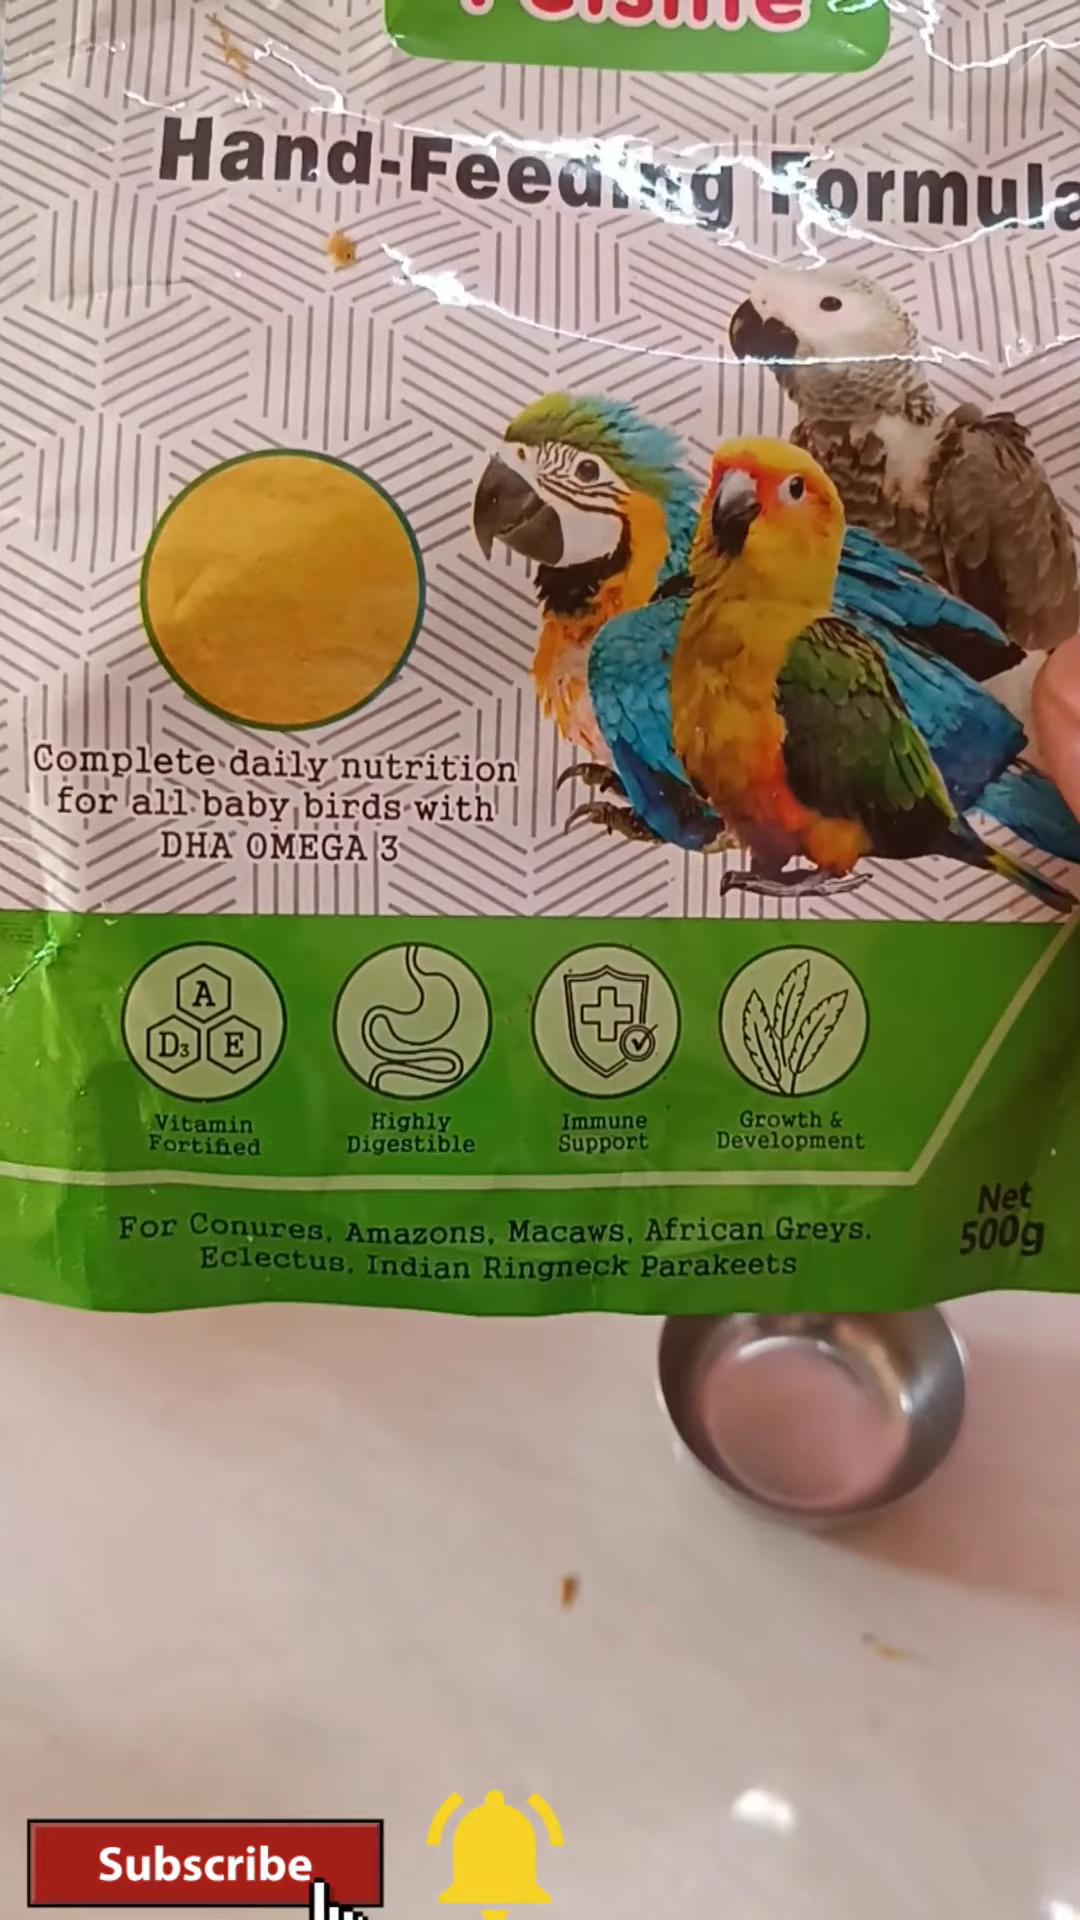 Hand-Feeding Formula
Complete daily nutrition
for all baby birds with
DHA OMEGA 3
A
D3 E
Vitamin
Fortified
Highly
Digestible
Immune
Support
Growth &
Development
Net
500g
For Conures, Amazons, Macaws, African Greys,
Eclectus, Indian Ringneck Parakeets
Subscribe